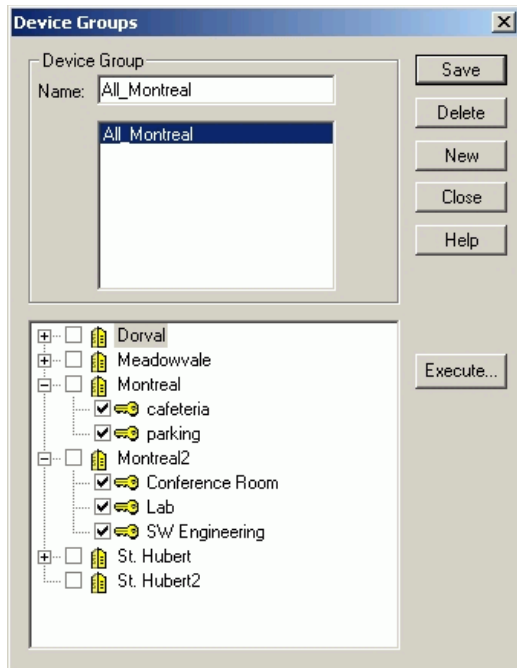 Device Groups
Device Group
Name: All_Montreal
All_Montreal
Save
Delete
New
Close
Help
Dorval
Meadowvale
Montreal
cafeteria
parking
Montreal2
Conference Room
Lab
SW Engineering
St. Hubert
St. Hubert2
Execute...